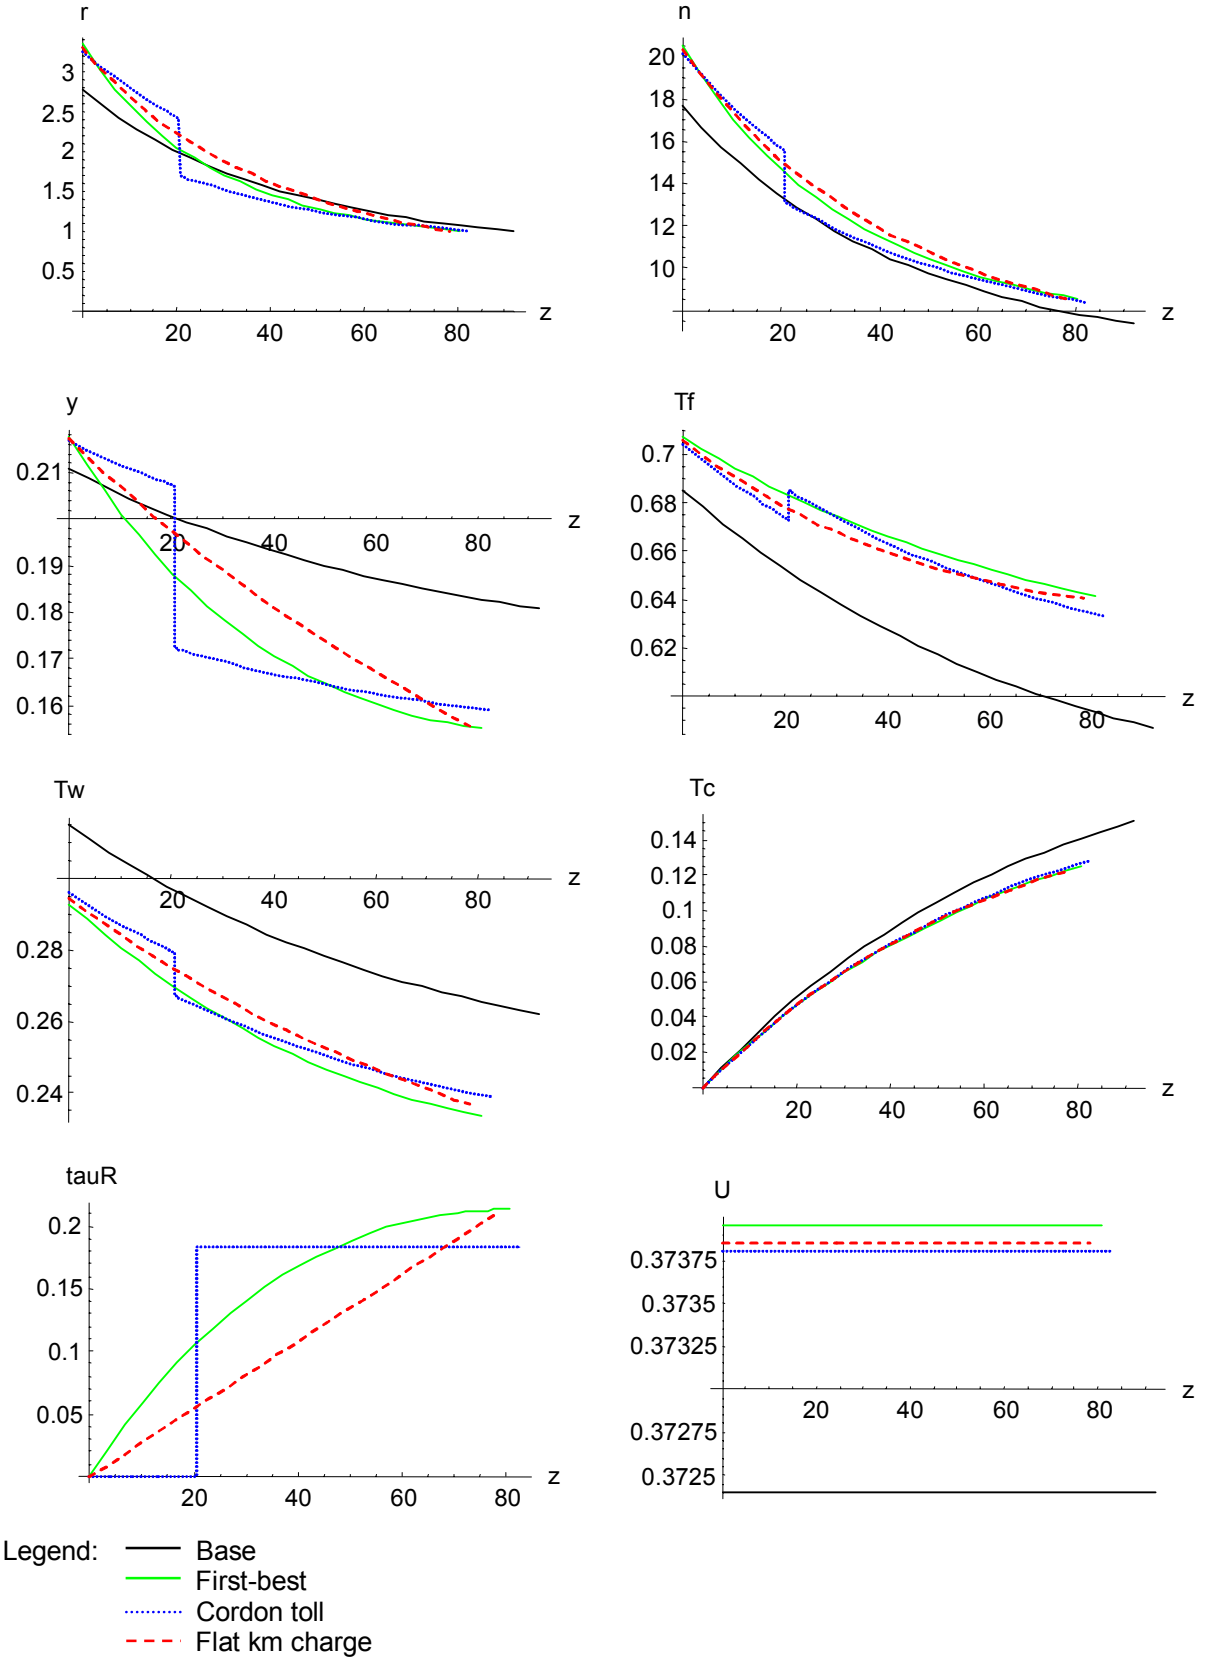 r
3
2.5
2
1.5
1
0.5
20 40 60 80 z
n
20
18
16
14
12
10
20 40 60 80 z
y
0.21
0.19
0.18
0.17
0.16
20 40 60 80 z
Tf
0.7
0.68
0.66
0.64
0.62
20 40 60 80 z
Tw
0.28
0.26
0.24
20 40 60 80 z
Tc
0.14
0.12
0.1
0.08
0.06
0.04
0.02
20 40 60 80 z
tauR
0.2
0.15
0.1
0.05
20 40 60 80 z
U
0.37375
0.3735
0.37325
0.37275
0.3725
20 40 60 80 z
Legend: Base
First-best
Cordon toll
Flat km charge